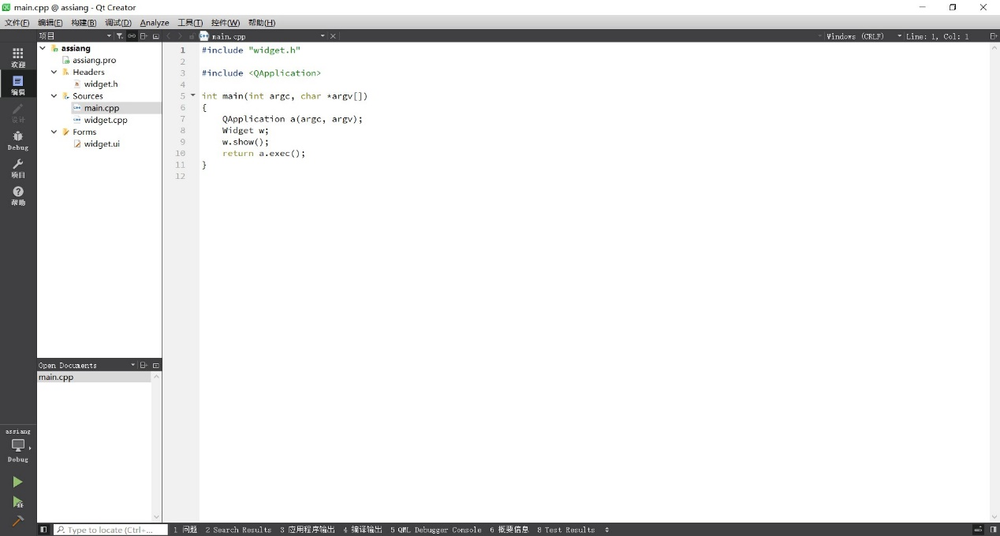 main.cpp @ assiang - Qt Creator
文件(F) 编辑(E) 构建(B) 调试(D) Analyze 工具(T) 控件(W) 帮助(H)
项目 main.cpp Windows (CRLF) Line: 1, Col: 1
欢迎
编辑
设计
Debug
项目
帮助
assiang
assiang.pro
Headers
widget.h
Sources
main.cpp
widget.cpp
Forms
widget.ui
1 #include "widget.h"
2
3 #include <QApplication>
4
5 int main(int argc, char *argv[])
6 {
7 QApplication a(argc, argv);
8 Widget w;
9 w.show();
10 return a.exec();
11 }
12
Open Documents
main.cpp
assiang
Debug
Type to locate (Ctrl+...
1 问题 2 Search Results 3 应用程序输出 4 编译输出 5 QML Debugger Console 6 概要信息 8 Test Results